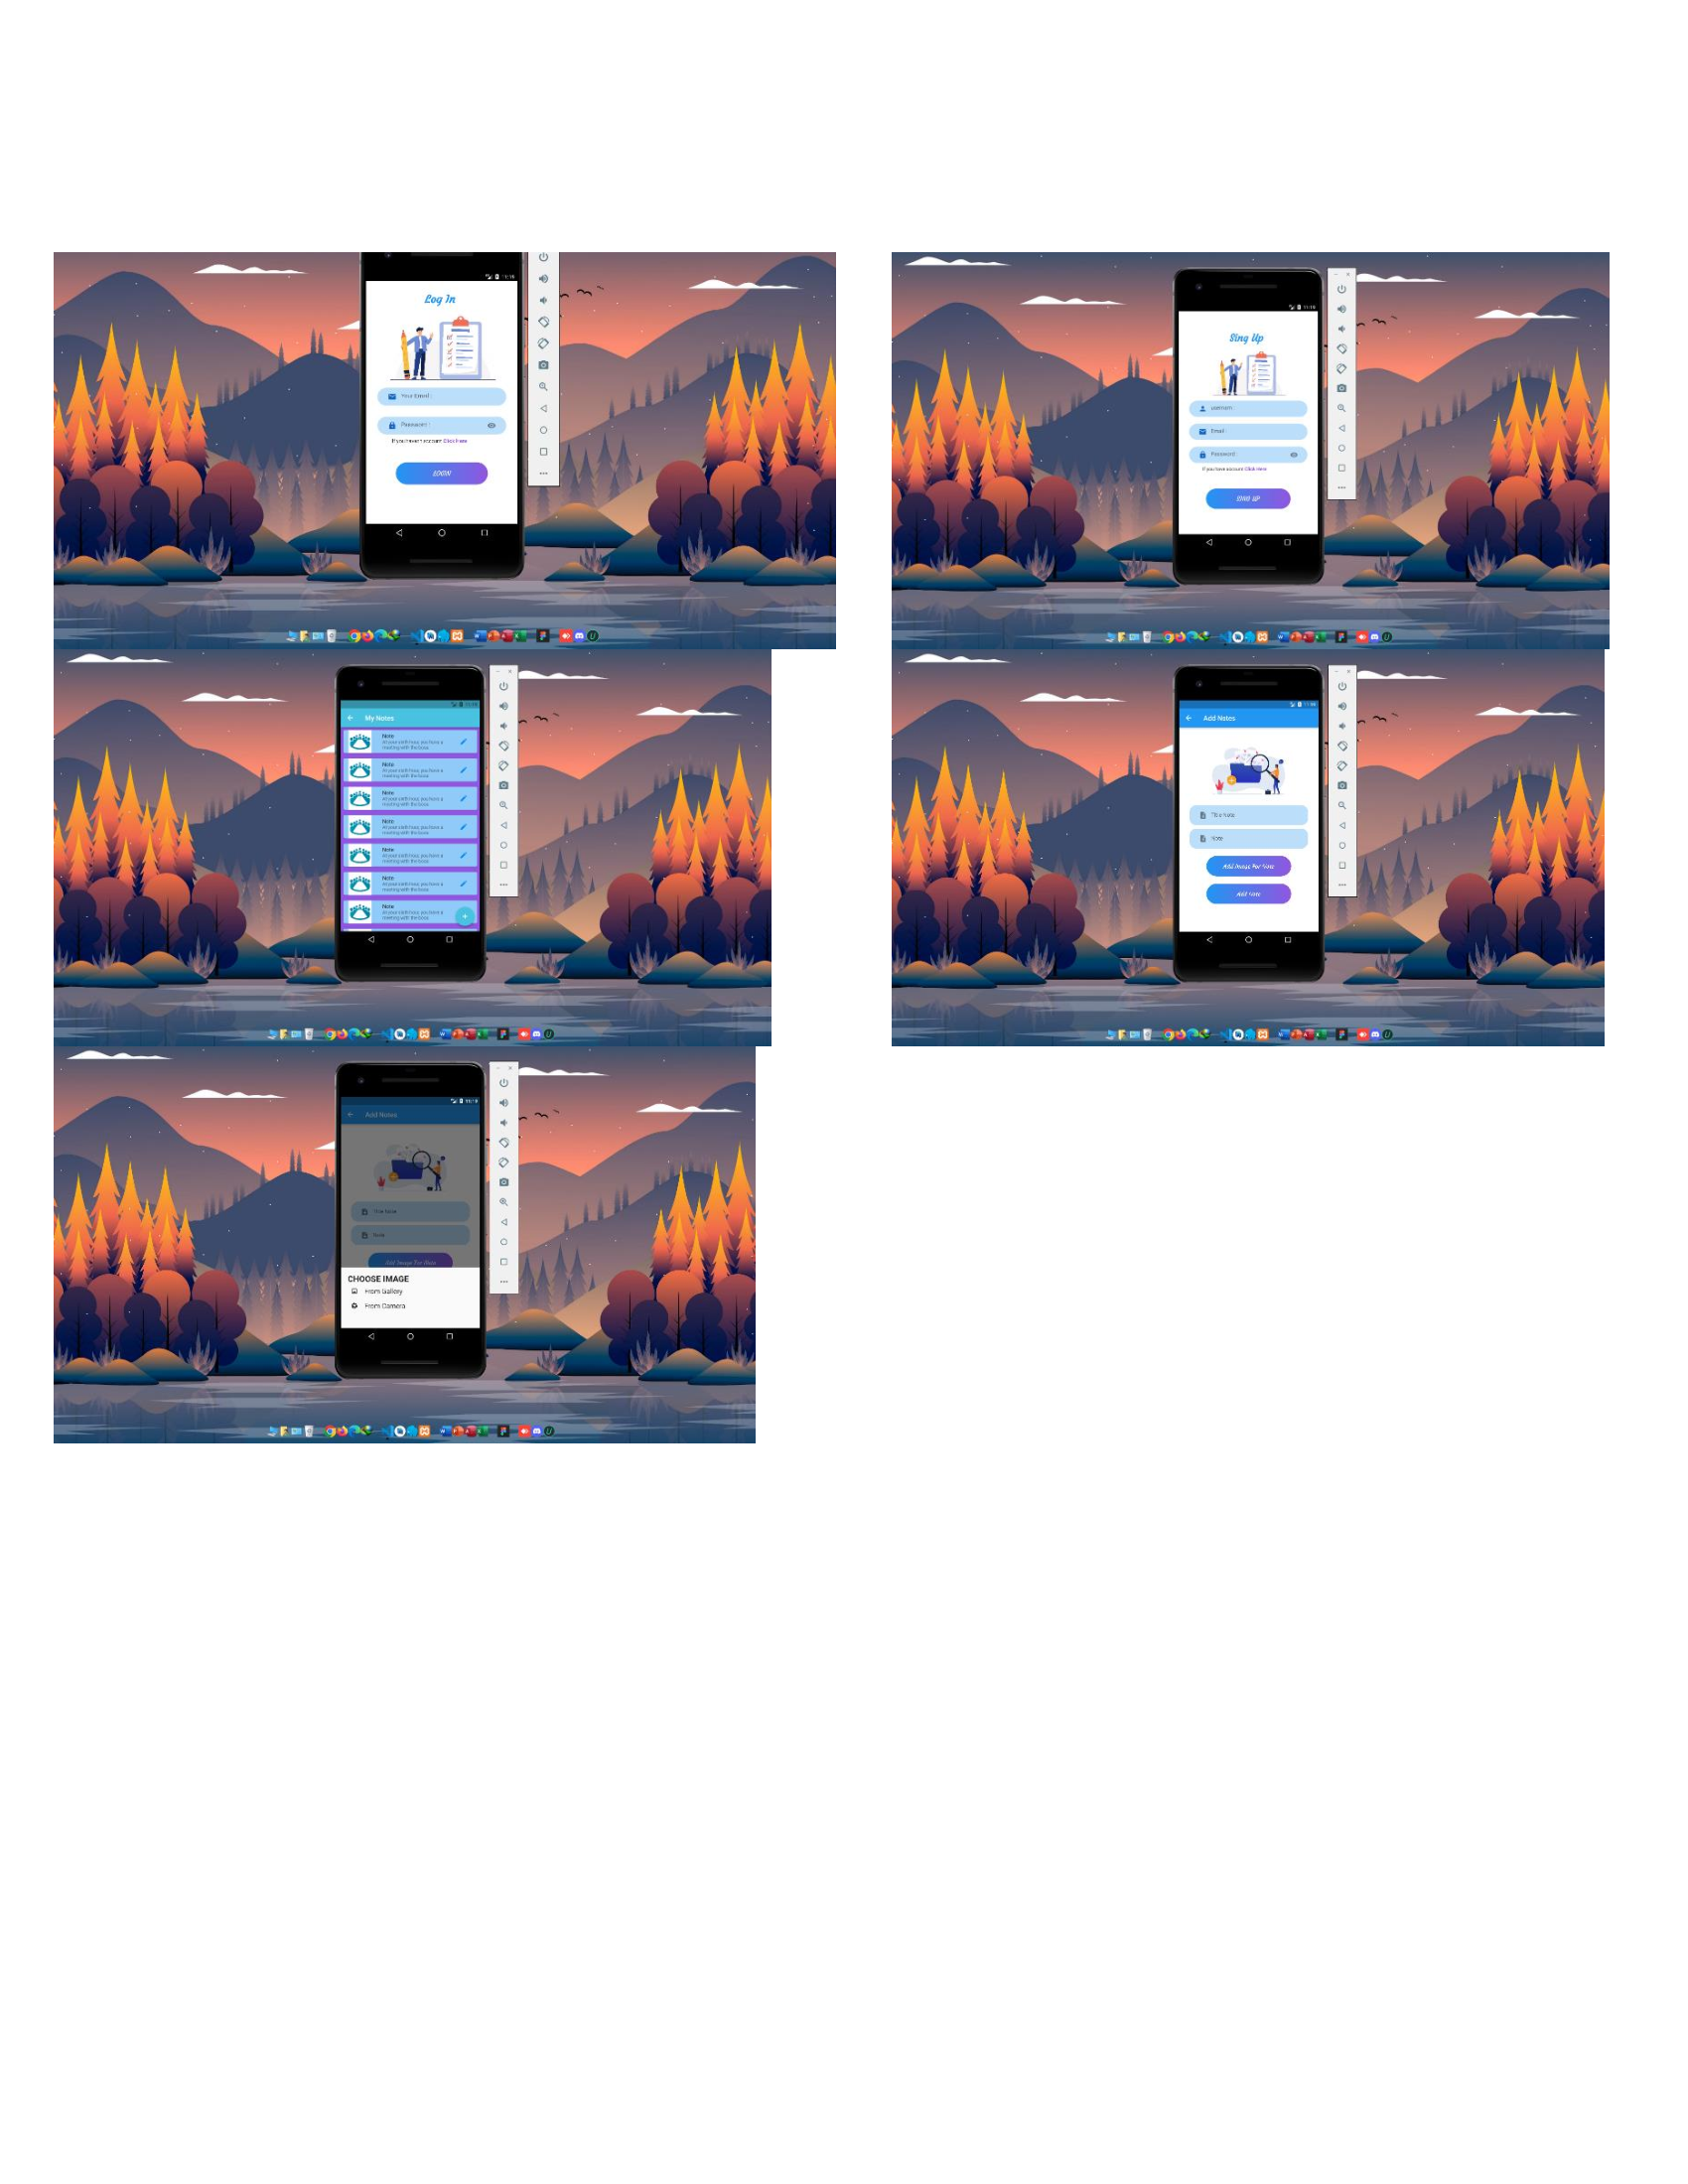 11:18
Log In
Your Email :
Password :
If you haven't account Click Here
LOGIN
11:18
Sing Up
username
Email
Password
If you have account Click Here
SING UP
My Notes
Note
At your sixth hour, you have a
meeting with the boss
Note
At your sixth hour, you have a
meeting with the boss
Note
At your sixth hour, you have a
meeting with the boss
Note
At your sixth hour, you have a
meeting with the boss
Note
At your sixth hour, you have a
meeting with the boss
Note
At your sixth hour, you have a
meeting with the boss
Note
At your sixth hour, you have a
meeting with the boss
Add Notes
Title Note
Note
Add Image For Note
Add Note
Add Notes
Title Note
Note
Add Image For Note
CHOOSE IMAGE
From Gallery
From Camera